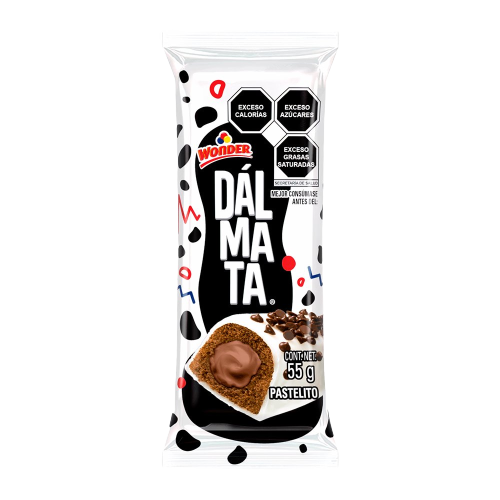 EXCESO
CALORÍAS
EXCESO
AZÚCARES
EXCESO
GRASAS
SATURADAS
SECRETARÍA DE SALUD
MEJOR CONSÚMASE
ANTES DEL:
WONDER
DÁL
MA
TA
®
CONT. NET.
55 g
PASTELITO